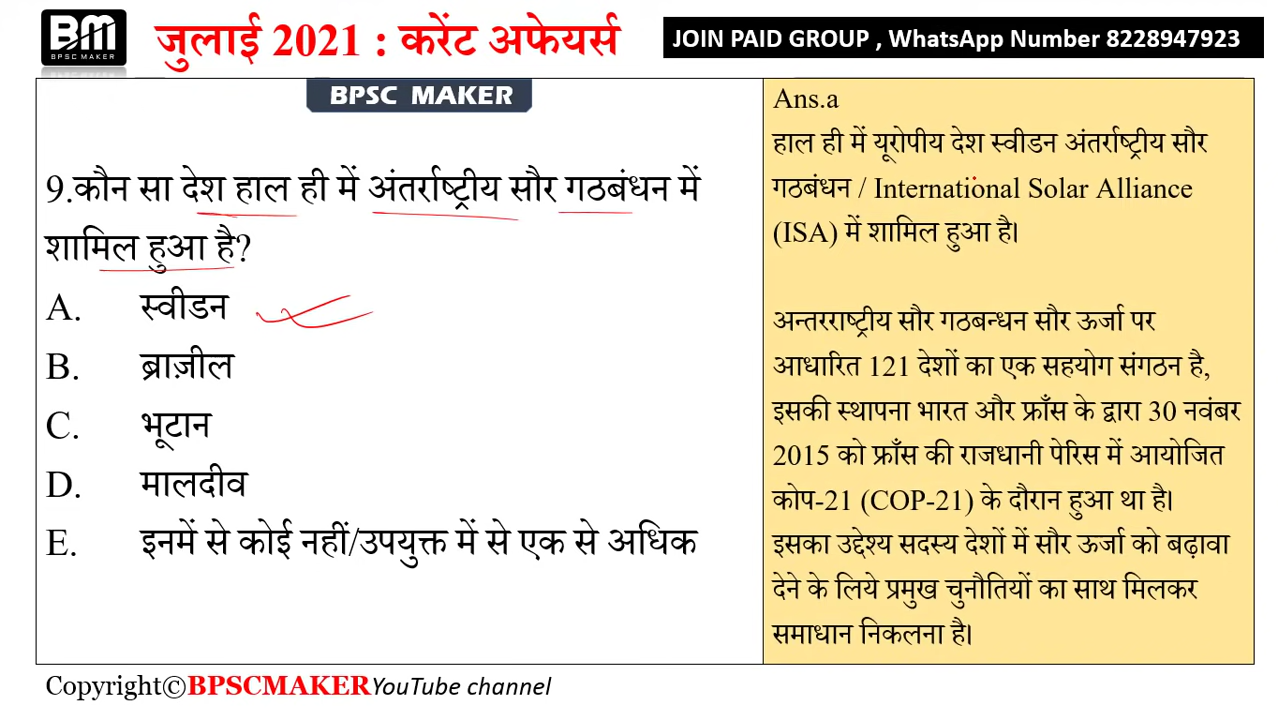 BM
BPSC MAKER
जुलाई 2021 : करेंट अफेयर्स
JOIN PAID GROUP , WhatsApp Number 8228947923
BPSC MAKER
9.कौन सा देश हाल ही में अंतर्राष्ट्रीय सौर गठबंधन में
शामिल हुआ है?
A. स्वीडन
B. ब्राज़ील
C. भूटान
D. मालदीव
E. इनमें से कोई नहीं/उपयुक्त में से एक से अधिक
Ans.a
हाल ही में यूरोपीय देश स्वीडन अंतर्राष्ट्रीय सौर
गठबंधन / International Solar Alliance
(ISA) में शामिल हुआ है।
अन्तरराष्ट्रीय सौर गठबन्धन सौर ऊर्जा पर
आधारित 121 देशों का एक सहयोग संगठन है,
इसकी स्थापना भारत और फ्राँस के द्वारा 30 नवंबर
2015 को फ्राँस की राजधानी पेरिस में आयोजित
कोप-21 (COP-21) के दौरान हुआ था है।
इसका उद्देश्य सदस्य देशों में सौर ऊर्जा को बढ़ावा
देने के लिये प्रमुख चुनौतियों का साथ मिलकर
समाधान निकलना है।
Copyright©BPSCMAKERYouTube channel